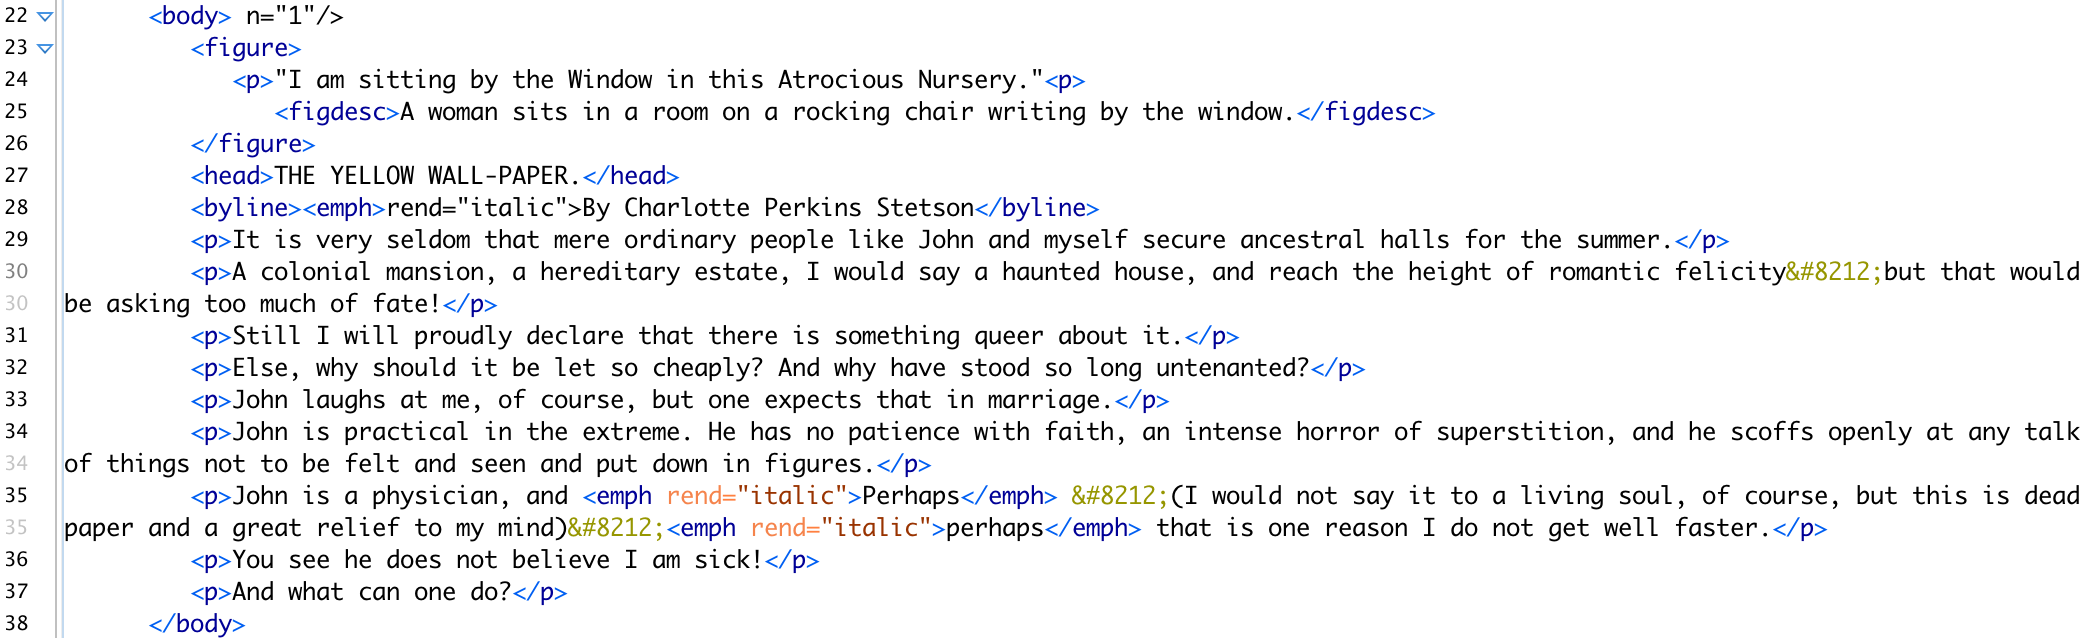 22 <body> n="1"/>
23 <figure>
24 <p>"I am sitting by the Window in this Atrocious Nursery."<p>
25 <figdesc>A woman sits in a room on a rocking chair writing by the window.</figdesc>
26 </figure>
27 <head>THE YELLOW WALL-PAPER.</head>
28 <byline><emph>rend="italic">By Charlotte Perkins Stetson</byline>
29 <p>It is very seldom that mere ordinary people like John and myself secure ancestral halls for the summer.</p>
30 <p>A colonial mansion, a hereditary estate, I would say a haunted house, and reach the height of romantic felicity&#8212;but that would
30 be asking too much of fate!</p>
31 <p>Still I will proudly declare that there is something queer about it.</p>
32 <p>Else, why should it be let so cheaply? And why have stood so long untenanted?</p>
33 <p>John laughs at me, of course, but one expects that in marriage.</p>
34 <p>John is practical in the extreme. He has no patience with faith, an intense horror of superstition, and he scoffs openly at any talk
34 of things not to be felt and seen and put down in figures.</p>
35 <p>John is a physician, and <emph rend="italic">Perhaps</emph> &#8212;(I would not say it to a living soul, of course, but this is dead
35 paper and a great relief to my mind)&#8212;<emph rend="italic">perhaps</emph> that is one reason I do not get well faster.</p>
36 <p>You see he does not believe I am sick!</p>
37 <p>And what can one do?</p>
38 </body>